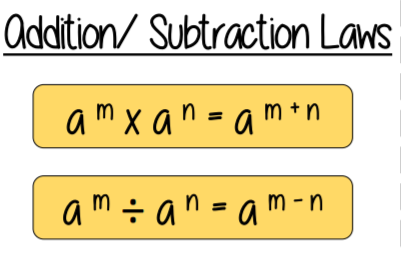 Addition/ Subtraction Laws
aᵐ x aⁿ = aᵐ⁺ⁿ
aᵐ ÷ aⁿ = aᵐ⁻ⁿ